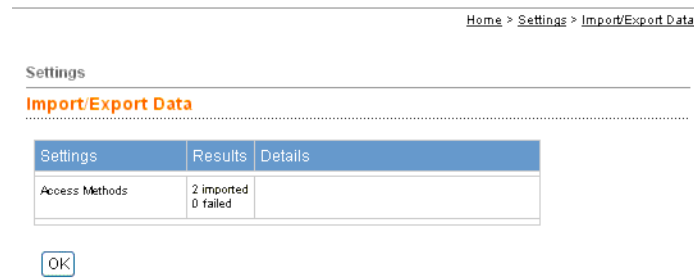 Home > Settings > Import/Export Data
Settings
Import/Export Data
Settings Results Details
Access Methods 2 imported
0 failed
OK